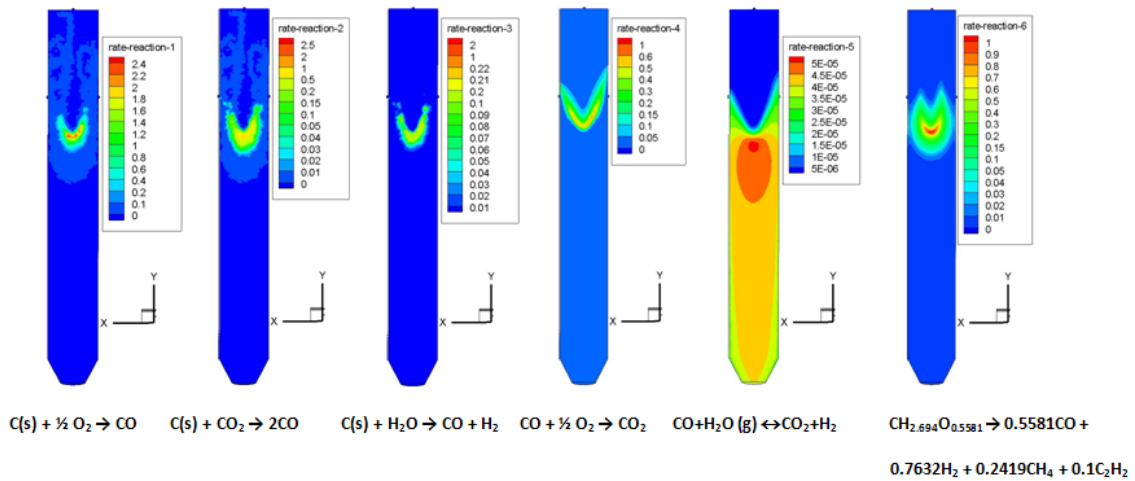 rate-reaction-1
2.4
2.2
2
1.8
1.6
1.4
1.2
1
0.8
0.6
0.4
0.2
0.1
0
Y
X
rate-reaction-2
2.5
2
1
0.5
0.2
0.15
0.1
0.05
0.04
0.03
0.02
0.01
0
Y
X
rate-reaction-3
2
1
0.22
0.21
0.2
0.1
0.09
0.08
0.07
0.06
0.05
0.04
0.03
0.02
0.01
Y
X
rate-reaction-4
1
0.6
0.5
0.4
0.3
0.2
0.15
0.1
0.05
0
Y
X
rate-reaction-5
5E-05
4.5E-05
4E-05
3.5E-05
3E-05
2.5E-05
2E-05
1.5E-05
1E-05
5E-06
Y
X
rate-reaction-6
1
0.9
0.8
0.7
0.6
0.5
0.4
0.3
0.2
0.15
0.1
0.05
0.04
0.03
0.02
0.01
0
Y
X
C(s) + ½ O₂ → CO
C(s) + CO₂ → 2CO
C(s) + H₂O → CO + H₂
CO + ½ O₂ → CO₂
CO+H₂O (g) ↔CO₂+H₂
CH₂.₆₉₄O₀.₅₅₈₁ → 0.5581CO +
0.7632H₂ + 0.2419CH₄ + 0.1C₂H₂